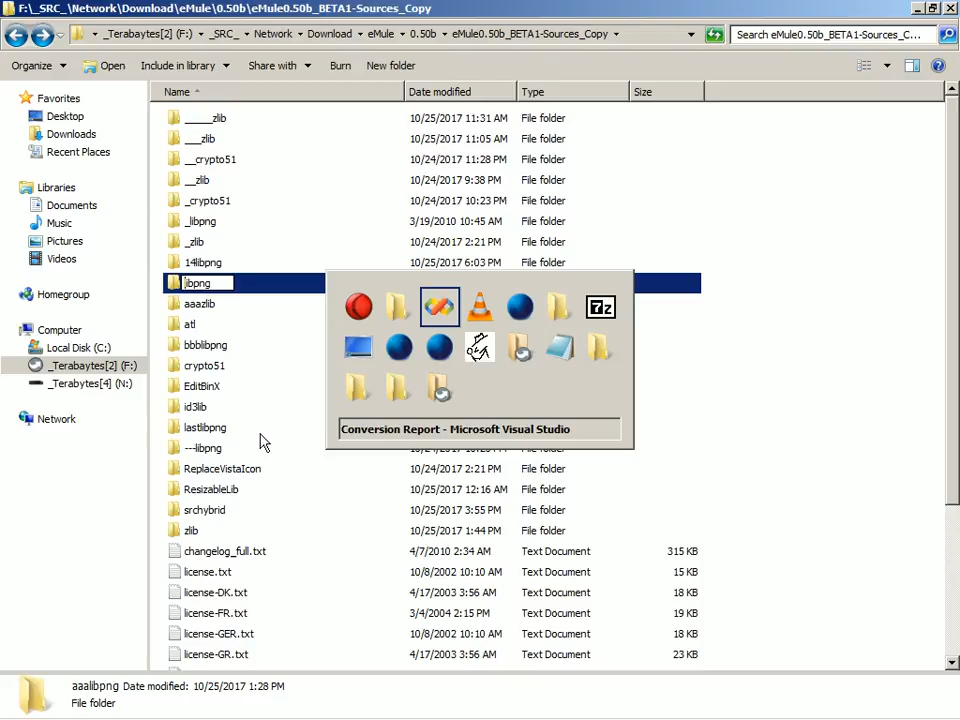 F:\_SRC_\Network\Download\eMule\0.50b\eMule0.50b_BETA1-Sources_Copy
_Terabaytes[2] (F:) _SRC_ Network Download eMule 0.50b eMule0.50b_BETA1-Sources_Copy Search eMule0.50b_BETA1-Sources_C...
Organize Open Include in library Share with Burn New folder
Name Date modified Type Size
Favorites
Desktop
Downloads
Recent Places
Libraries
Documents
Music
Pictures
Videos
Homegroup
Computer
Local Disk (C:)
_Terabaytes[2] (F:)
_Terabytes[4] (N:)
Network
_____zlib 10/25/2017 11:31 AM File folder
___zlib 10/25/2017 11:05 AM File folder
__crypto51 10/24/2017 11:28 PM File folder
__zlib 10/24/2017 9:38 PM File folder
_crypto51 10/24/2017 10:23 PM File folder
_libpng 3/19/2010 10:45 AM File folder
_zlib 10/24/2017 2:21 PM File folder
14libpng 10/25/2017 6:03 PM File folder
ibpng
aaazlib
atl
bbblibpng
crypto51
EditBinX
id3lib
lastlibpng
---libpng
ReplaceVistaIcon 10/24/2017 2:21 PM File folder
ResizableLib 10/25/2017 12:16 AM File folder
srchybrid 10/25/2017 3:55 PM File folder
zlib 10/25/2017 1:44 PM File folder
changelog_full.txt 4/7/2010 2:34 AM Text Document 315 KB
license.txt 10/8/2002 10:10 AM Text Document 15 KB
license-DK.txt 4/17/2003 3:56 AM Text Document 18 KB
license-FR.txt 3/4/2004 2:15 PM Text Document 19 KB
license-GER.txt 10/8/2002 10:10 AM Text Document 18 KB
license-GR.txt 4/17/2003 3:56 AM Text Document 23 KB
7z
Conversion Report - Microsoft Visual Studio
aaalibpng Date modified: 10/25/2017 1:28 PM
File folder